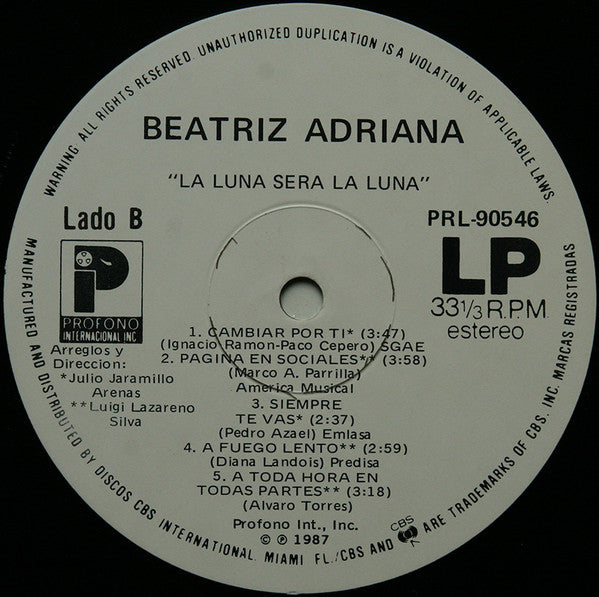 WARNING ALL RIGHTS RESERVED. UNAUTHORIZED DUPLICATION IS A VIOLATION OF APPLICABLE LAWS.
BEATRIZ ADRIANA
"LA LUNA SERA LA LUNA"
Lado B
PRL-90546
LP
33 1/3 R.P.M.
estereo
Pi
PROFONO
INTERNACIONAL INC
Arreglos y
Direccion:
*Julio Jaramillo
Arenas
**Luigi Lazareno
Silva
1. CAMBIAR POR TI* (3:47)
(Ignacio Ramon-Paco Cepero) SGAE
2. PAGINA EN SOCIALES** (3:58)
(Marco A. Parrilla)
America Musical
3. SIEMPRE
TE VAS* (2:37)
(Pedro Azael) Emlasa
4. A FUEGO LENTO** (2:59)
(Diana Landois) Predisa
5. A TODA HORA EN
TODAS PARTES** (3:18)
(Alvaro Torres)
Profono Int., Inc.
© ℗ 1987
MANUFACTURED AND DISTRIBUTED BY DISCOS CBS INTERNATIONAL. MIAMI FL./CBS AND CBS ARE TRADEMARKS OF CBS, INC. MARCAS REGISTRADAS